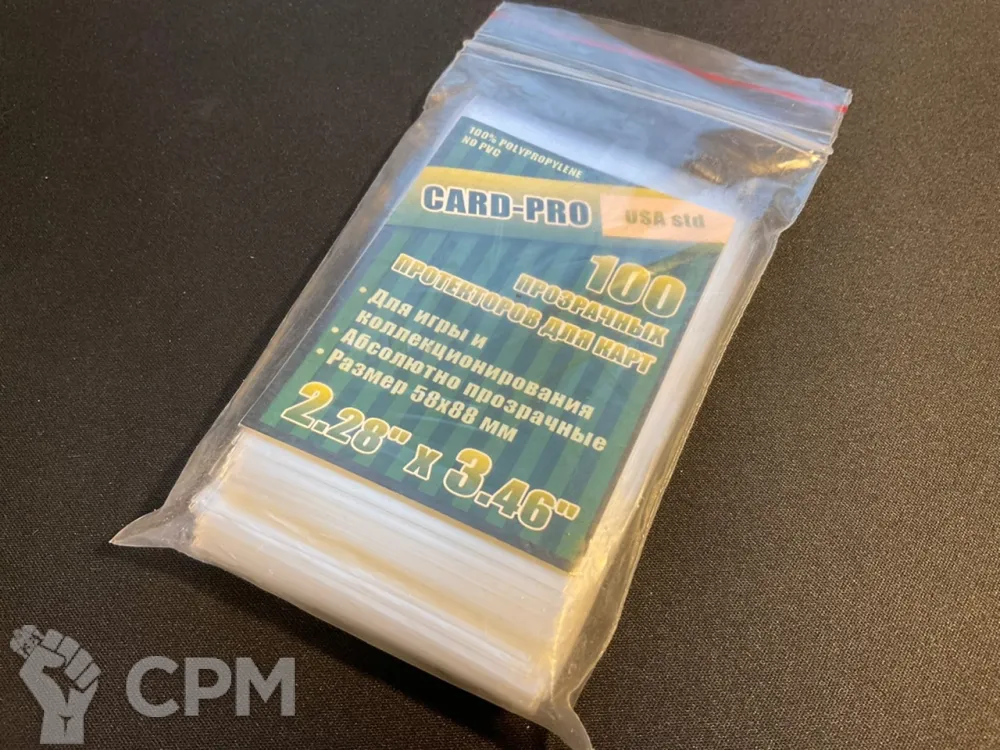 100% POLYPROPYLENE
NO PVC
CARD-PRO
USA std
100
ПРОЗРАЧНЫХ
ПРОТЕКТОРОВ ДЛЯ КАРТ
• Для игры и
коллекционирования
• Абсолютно прозрачные
• Размер 58х88 мм
2.28" x 3.46"
CPM